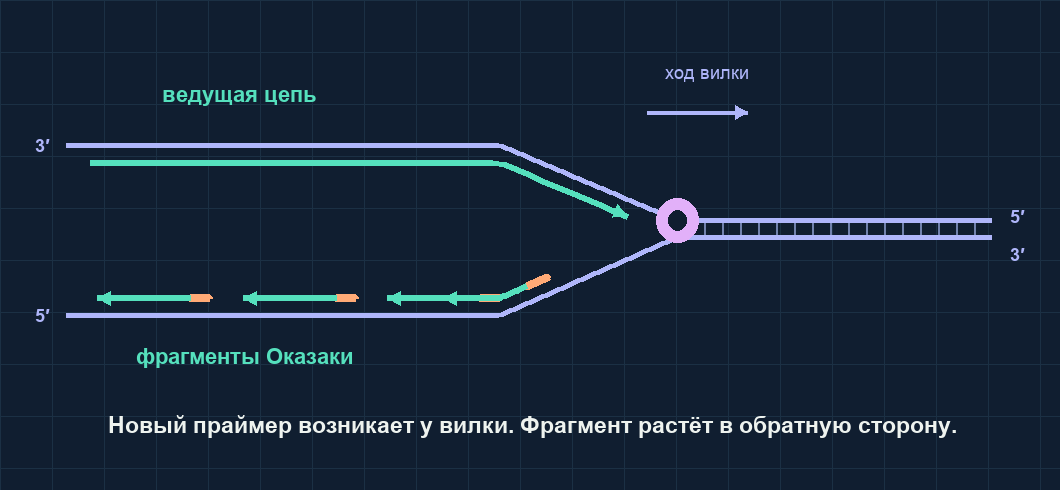 ход вилки
ведущая цепь
3′
5′
3′
5′
фрагменты Оказаки
Новый праймер возникает у вилки. Фрагмент растёт в обратную сторону.